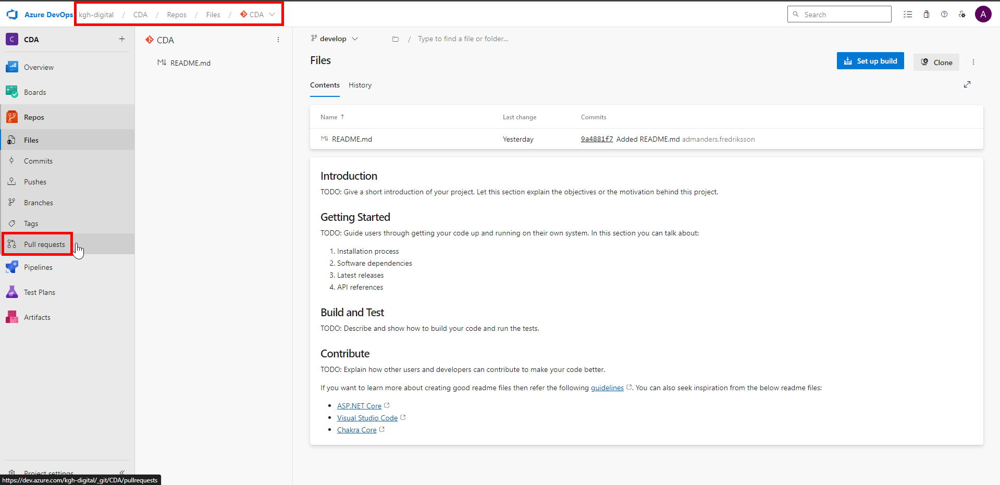 Azure DevOps kgh-digital / CDA / Repos / Files / CDA
Search
A
C CDA
Overview
Boards
Repos
Files
Commits
Pushes
Branches
Tags
Pull requests
Pipelines
Test Plans
Artifacts
Project settings
https://dev.azure.com/kgh-digital/_git/CDA/pullrequests
CDA
M↓ README.md
develop / Type to find a file or folder...
Files
Set up build
Clone
Contents History
Name ↑ Last change Commits
M↓ README.md Yesterday 9a4881f7 Added README.md admanders.fredriksson
Introduction
TODO: Give a short introduction of your project. Let this section explain the objectives or the motivation behind this project.
Getting Started
TODO: Guide users through getting your code up and running on their own system. In this section you can talk about:
1. Installation process
2. Software dependencies
3. Latest releases
4. API references
Build and Test
TODO: Describe and show how to build your code and run the tests.
Contribute
TODO: Explain how other users and developers can contribute to make your code better.
If you want to learn more about creating good readme files then refer the following guidelines. You can also seek inspiration from the below readme files:
• ASP.NET Core
• Visual Studio Code
• Chakra Core